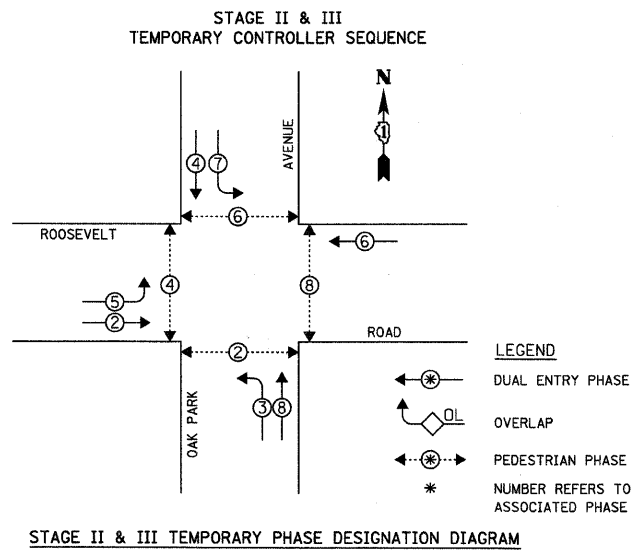 STAGE II & III
TEMPORARY CONTROLLER SEQUENCE
N
1
AVENUE
4
7
6
ROOSEVELT
6
4
8
5
2
ROAD
2
OAK PARK
3
8
LEGEND
* DUAL ENTRY PHASE
OL OVERLAP
* PEDESTRIAN PHASE
* NUMBER REFERS TO
ASSOCIATED PHASE
STAGE II & III TEMPORARY PHASE DESIGNATION DIAGRAM